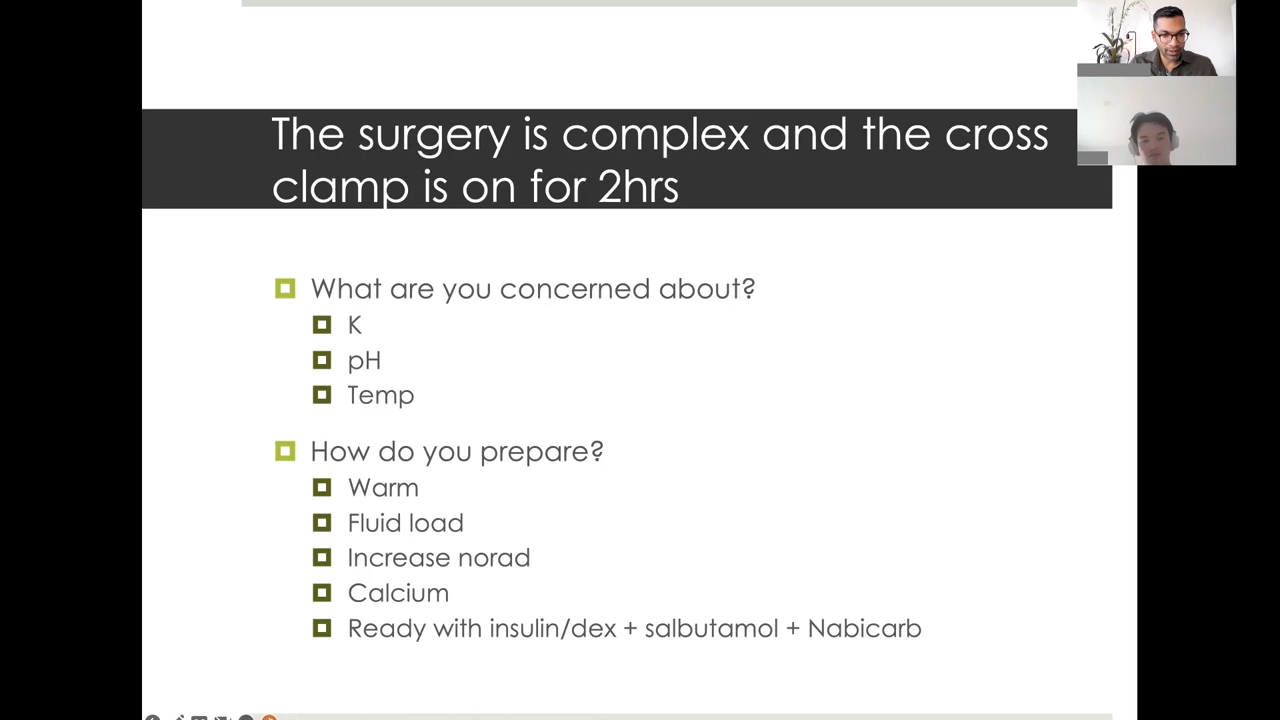 The surgery is complex and the cross
clamp is on for 2hrs
What are you concerned about?
K
pH
Temp
How do you prepare?
Warm
Fluid load
Increase norad
Calcium
Ready with insulin/dex + salbutamol + Nabicarb